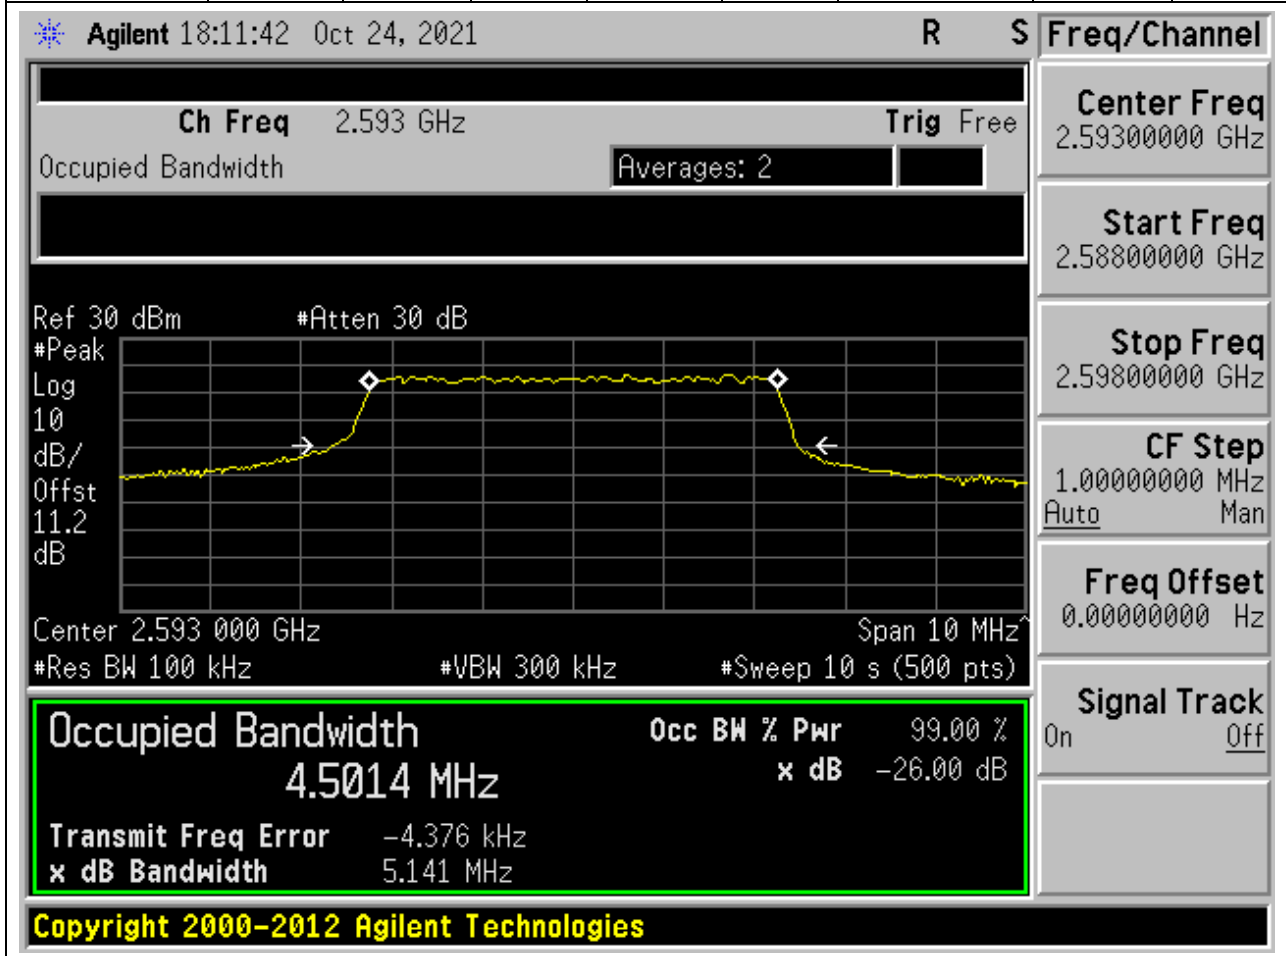 Agilent 18:11:42 Oct 24, 2021 R S Freq/Channel
Ch Freq 2.593 GHz Trig Free
Occupied Bandwidth Averages: 2
Center Freq
2.59300000 GHz
Start Freq
2.58800000 GHz
Stop Freq
2.59800000 GHz
CF Step
1.00000000 MHz
Auto Man
Freq Offset
0.00000000 Hz
Signal Track
On Off
Ref 30 dBm #Atten 30 dB
#Peak
Log
10
dB/
Offst
11.2
dB
Center 2.593 000 GHz Span 10 MHz^
#Res BW 100 kHz #VBW 300 kHz #Sweep 10 s (500 pts)
Occupied Bandwidth Occ BW % Pwr 99.00 %
4.5014 MHz x dB -26.00 dB
Transmit Freq Error -4.376 kHz
x dB Bandwidth 5.141 MHz
Copyright 2000-2012 Agilent Technologies